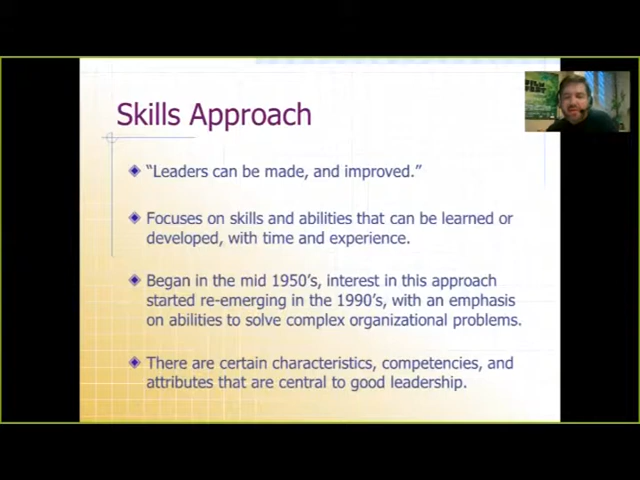 Skills Approach
“Leaders can be made, and improved.”
Focuses on skills and abilities that can be learned or
developed, with time and experience.
Began in the mid 1950’s, interest in this approach
started re-emerging in the 1990’s, with an emphasis
on abilities to solve complex organizational problems.
There are certain characteristics, competencies, and
attributes that are central to good leadership.